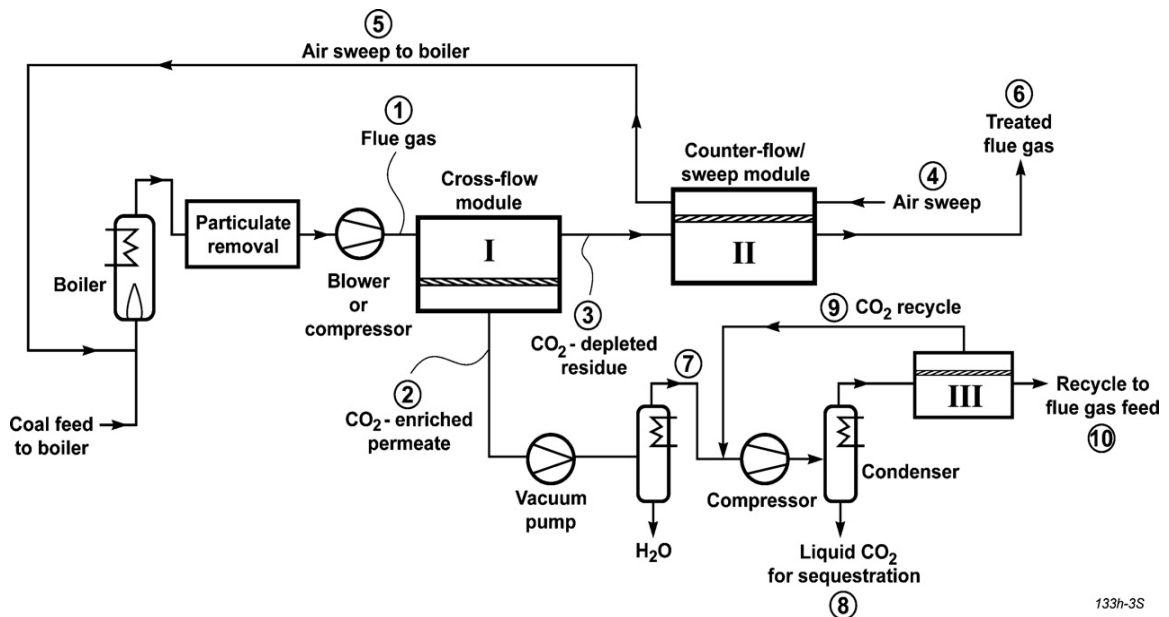 ⑤
Air sweep to boiler
①
Flue gas
⑥
Treated
flue gas
Counter-flow/
sweep module
④
Air sweep
Cross-flow
module
Particulate
removal
I
II
Boiler
Blower
or
compressor
③
CO₂ - depleted
residue
⑨ CO₂ recycle
②
CO₂ - enriched
permeate
⑦
III
Recycle to
flue gas feed
⑩
Coal feed
to boiler
Vacuum
pump
Compressor
Condenser
H₂O
Liquid CO₂
for sequestration
⑧
133h-3S